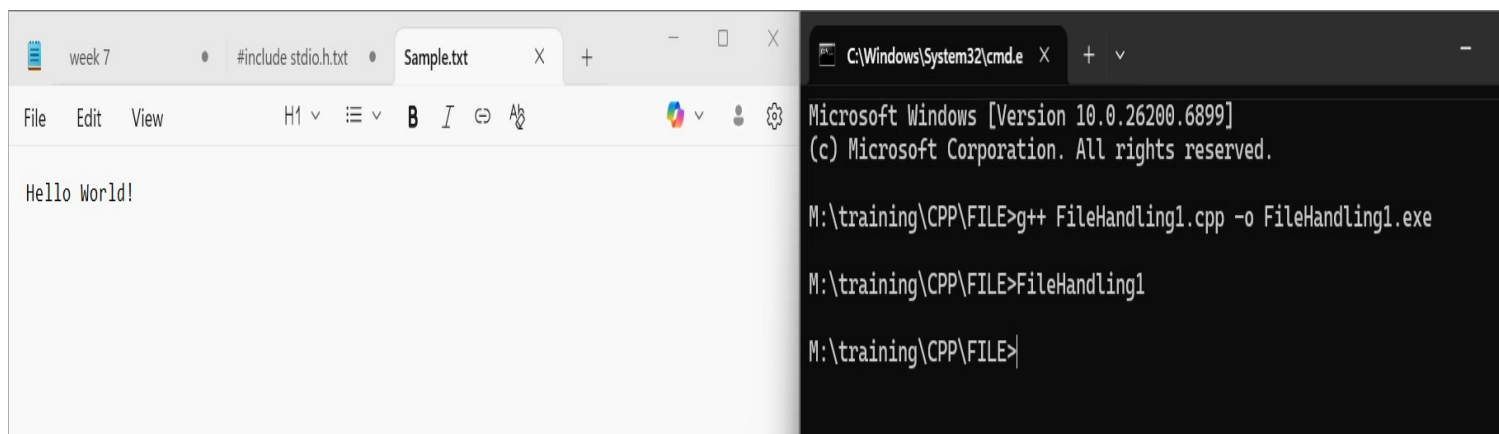 week 7
#include stdio.h.txt
Sample.txt
File Edit View H1 B I
Hello World!
C:\Windows\System32\cmd.e
Microsoft Windows [Version 10.0.26200.6899]
(c) Microsoft Corporation. All rights reserved.
M:\training\CPP\FILE>g++ FileHandling1.cpp -o FileHandling1.exe
M:\training\CPP\FILE>FileHandling1
M:\training\CPP\FILE>